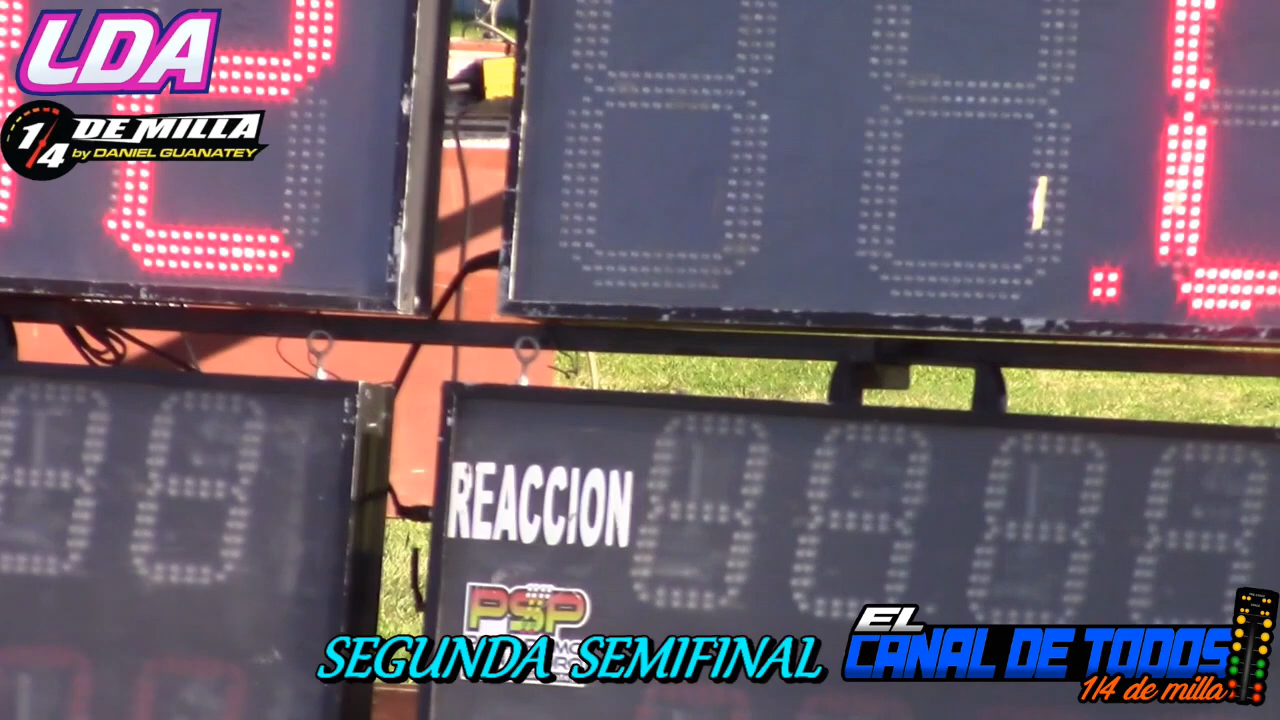 LDA
1/4 DE MILLA
by DANIEL GUANATEY
2
.
REACCION
PSP
SEGUNDA SEMIFINAL
EL
CANAL DE TODOS
1/4 de milla